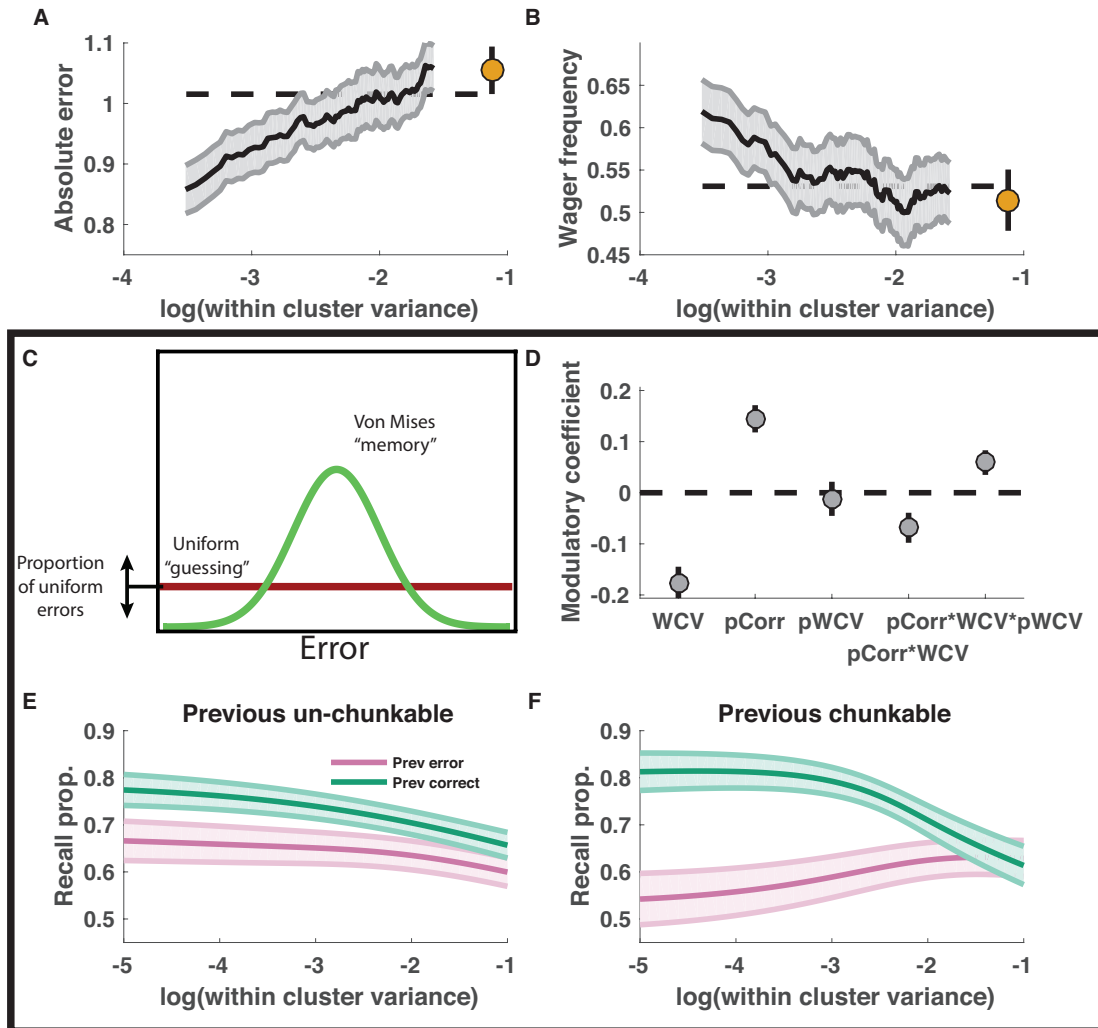 A
Absolute error
1.1
1
0.9
0.8
-4
-3
-2
-1
log(within cluster variance)
B
Wager frequency
0.65
0.6
0.55
0.5
0.45
-4
-3
-2
-1
log(within cluster variance)
C
Von Mises
“memory”
Uniform
“guessing”
Proportion
of uniform
errors
Error
D
Modulatory coefficient
0.2
0.1
0
-0.1
-0.2
WCV
pCorr
pWCV
pCorr*WCV*pWCV
pCorr*WCV
E
Previous un-chunkable
Recall prop.
0.9
0.8
0.7
0.6
0.5
Prev error
Prev correct
-5
-4
-3
-2
-1
log(within cluster variance)
F
Previous chunkable
Recall prop.
0.9
0.8
0.7
0.6
0.5
-5
-4
-3
-2
-1
log(within cluster variance)